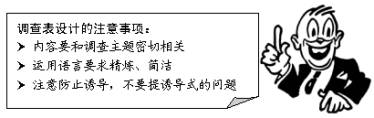 调查表设计的注意事项：
➤ 内容要和调查主题密切相关
➤ 运用语言要求精炼、简洁
➤ 注意防止诱导，不要提诱导式的问题